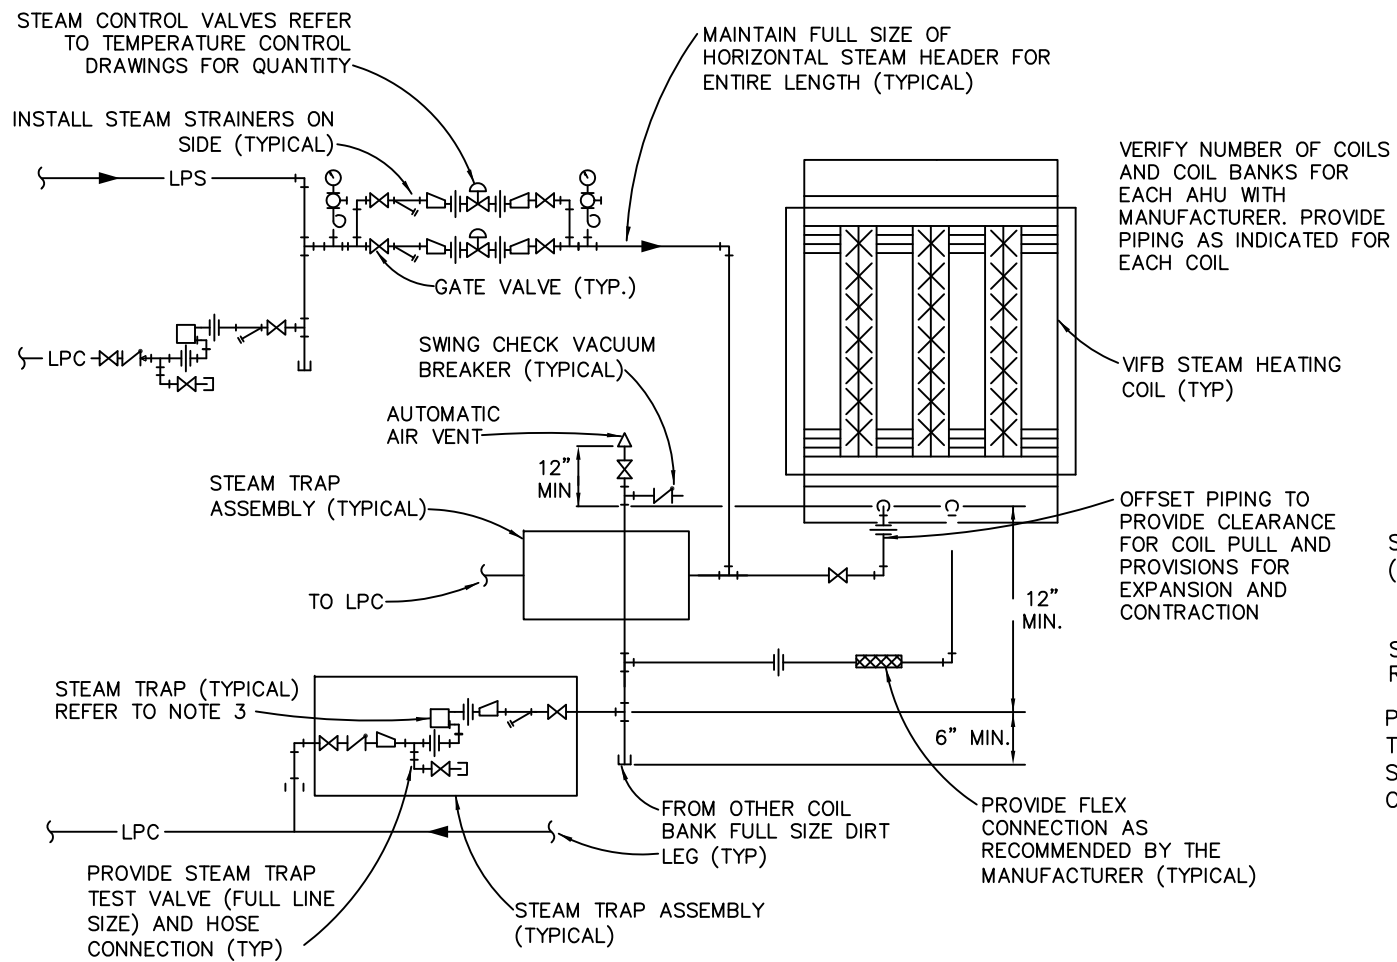 STEAM CONTROL VALVES REFER
TO TEMPERATURE CONTROL
DRAWINGS FOR QUANTITY
MAINTAIN FULL SIZE OF
HORIZONTAL STEAM HEADER FOR
ENTIRE LENGTH (TYPICAL)
INSTALL STEAM STRAINERS ON
SIDE (TYPICAL)
VERIFY NUMBER OF COILS
AND COIL BANKS FOR
EACH AHU WITH
MANUFACTURER. PROVIDE
PIPING AS INDICATED FOR
EACH COIL
LPS
GATE VALVE (TYP.)
LPC
SWING CHECK VACUUM
BREAKER (TYPICAL)
VIFB STEAM HEATING
COIL (TYP)
AUTOMATIC
AIR VENT
12"
MIN
STEAM TRAP
ASSEMBLY (TYPICAL)
OFFSET PIPING TO
PROVIDE CLEARANCE
FOR COIL PULL AND
PROVISIONS FOR
EXPANSION AND
CONTRACTION
S
(
TO LPC
12"
MIN.
S
R
STEAM TRAP (TYPICAL)
REFER TO NOTE 3
6" MIN.
P
T
S
C
FROM OTHER COIL
BANK FULL SIZE DIRT
LEG (TYP)
PROVIDE FLEX
CONNECTION AS
RECOMMENDED BY THE
MANUFACTURER (TYPICAL)
LPC
PROVIDE STEAM TRAP
TEST VALVE (FULL LINE
SIZE) AND HOSE
CONNECTION (TYP)
STEAM TRAP ASSEMBLY
(TYPICAL)